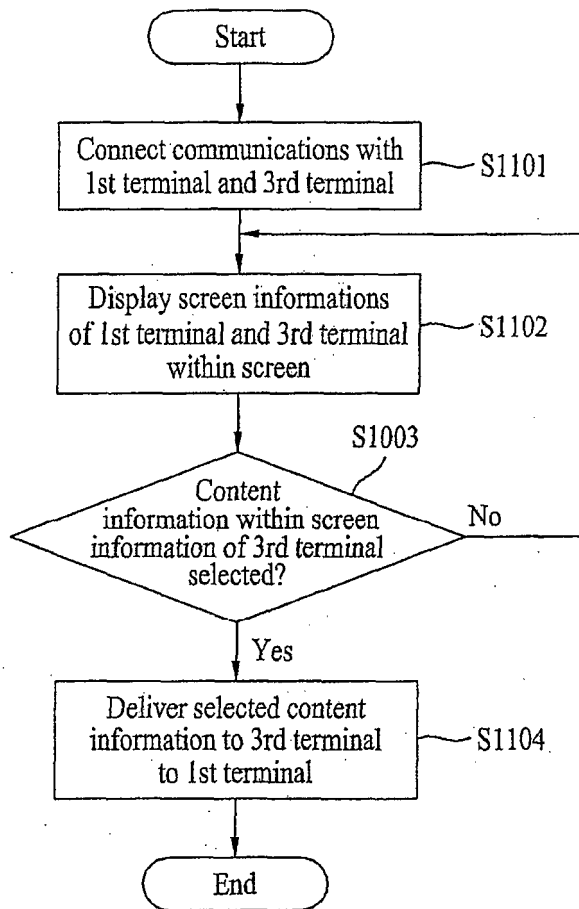 Start
Connect communications with
1st terminal and 3rd terminal
S1101
Display screen informations
of 1st terminal and 3rd terminal
within screen
S1102
S1003
Content
information within screen
information of 3rd terminal
selected?
No
Yes
Deliver selected content
information to 3rd terminal
to 1st terminal
S1104
End